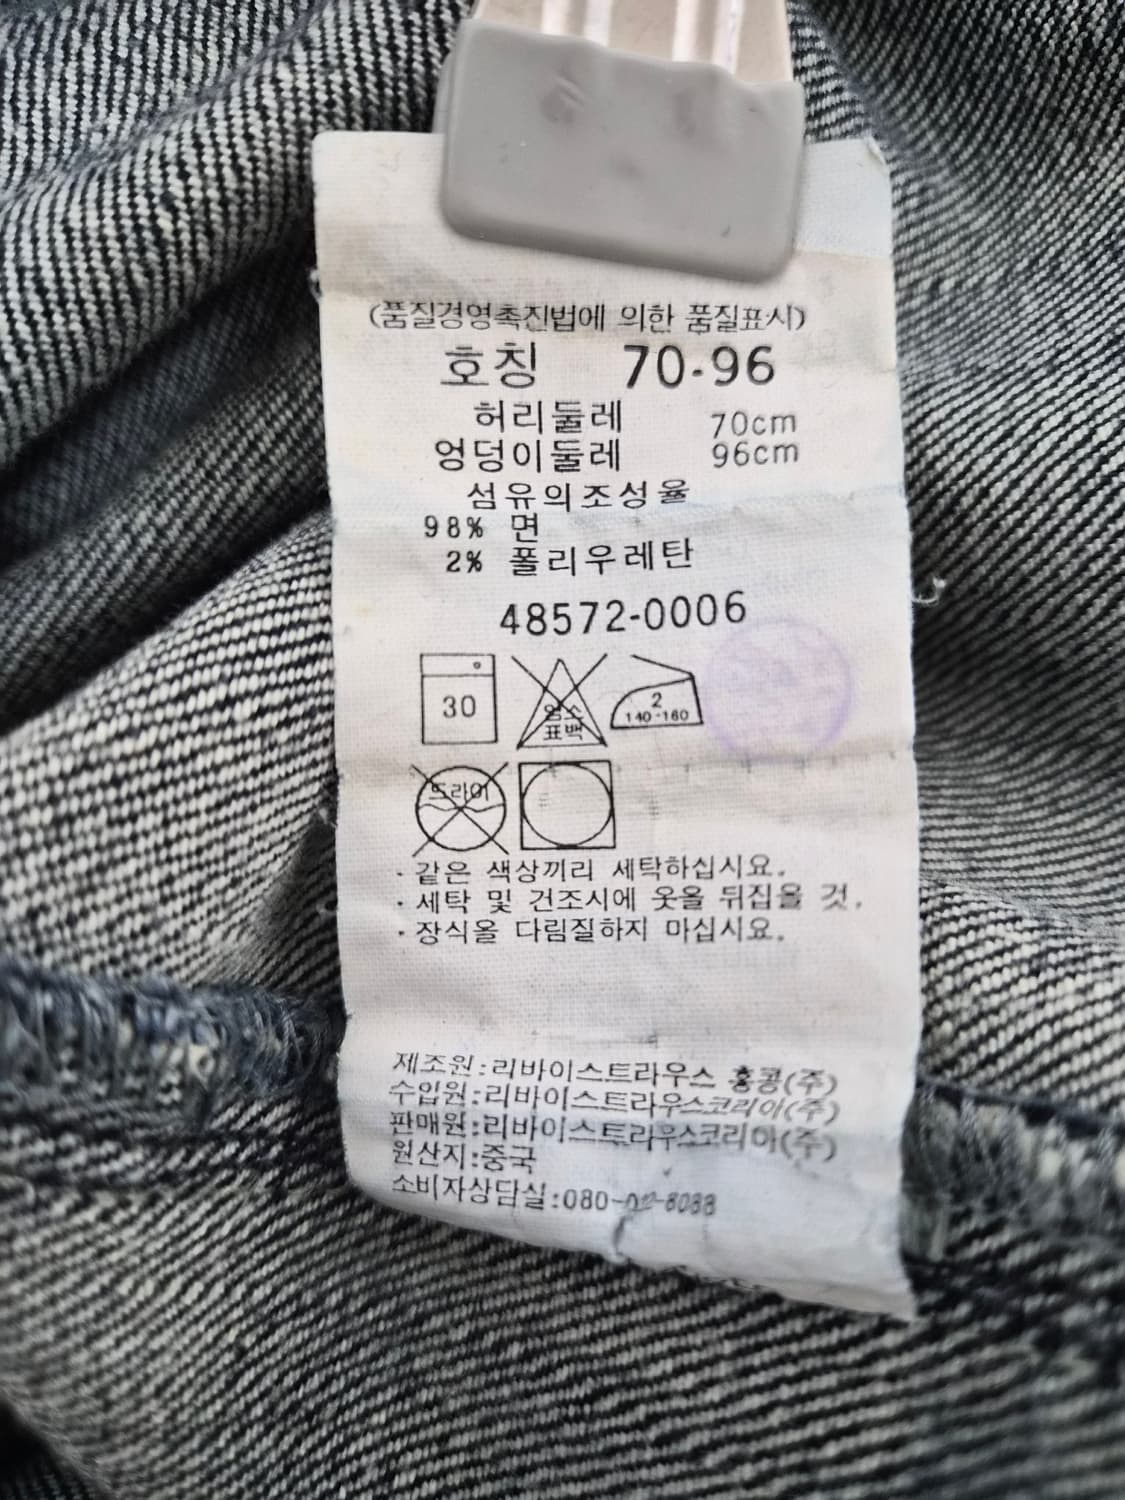 (품질경영촉진법에 의한 품질표시)
호칭 70-96
허리둘레 70cm
엉덩이둘레 96cm
섬유의조성율
98% 면
2% 폴리우레탄
48572-0006
30
염소
표백
2
140-160
드라이
· 같은 색상끼리 세탁하십시요.
· 세탁 및 건조시에 옷을 뒤집을 것.
· 장식을 다림질하지 마십시요.
제조원:리바이스트라우스 홍콩(주)
수입원:리바이스트라우스코리아(주)
판매원:리바이스트라우스코리아(주)
원산지:중국
소비자상담실:080-